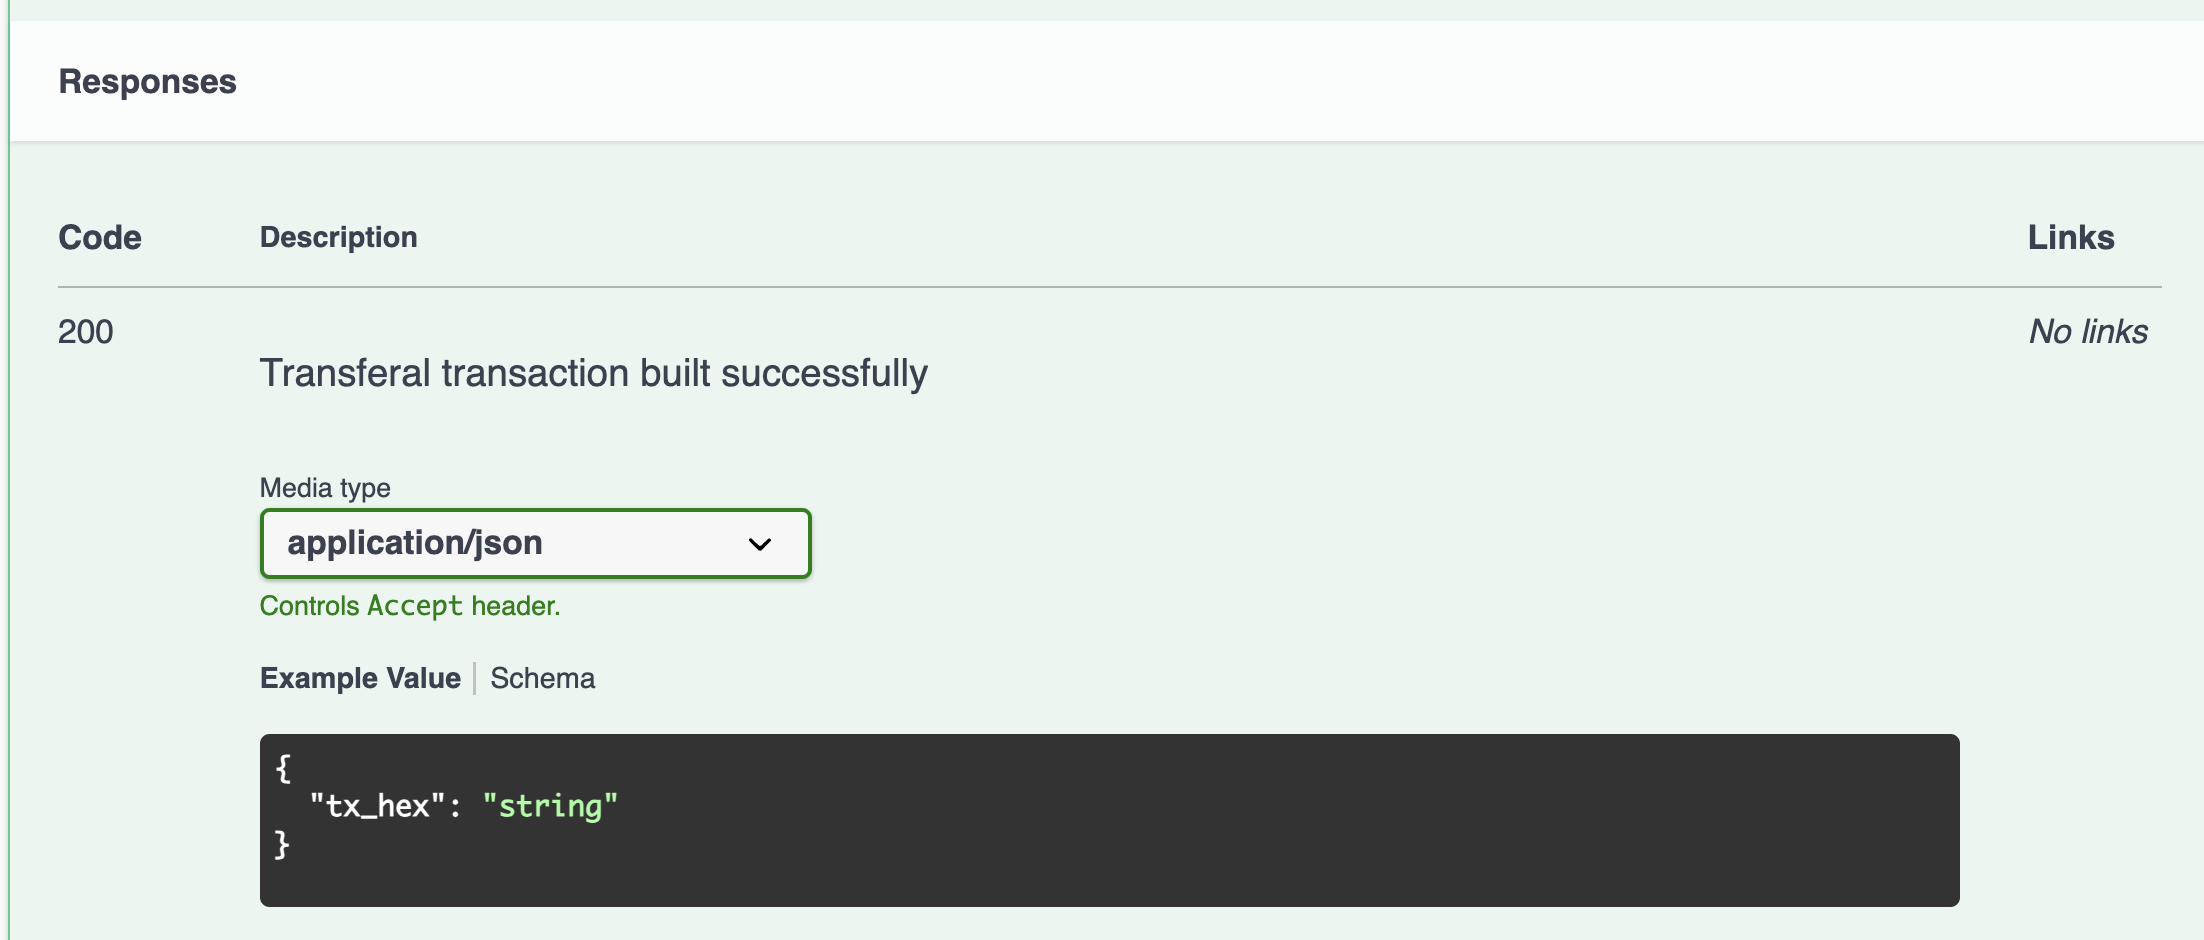 Responses
Code Description Links
200 No links
Transferal transaction built successfully
Media type
application/json
Controls Accept header.
Example Value Schema
{
"tx_hex": "string"
}